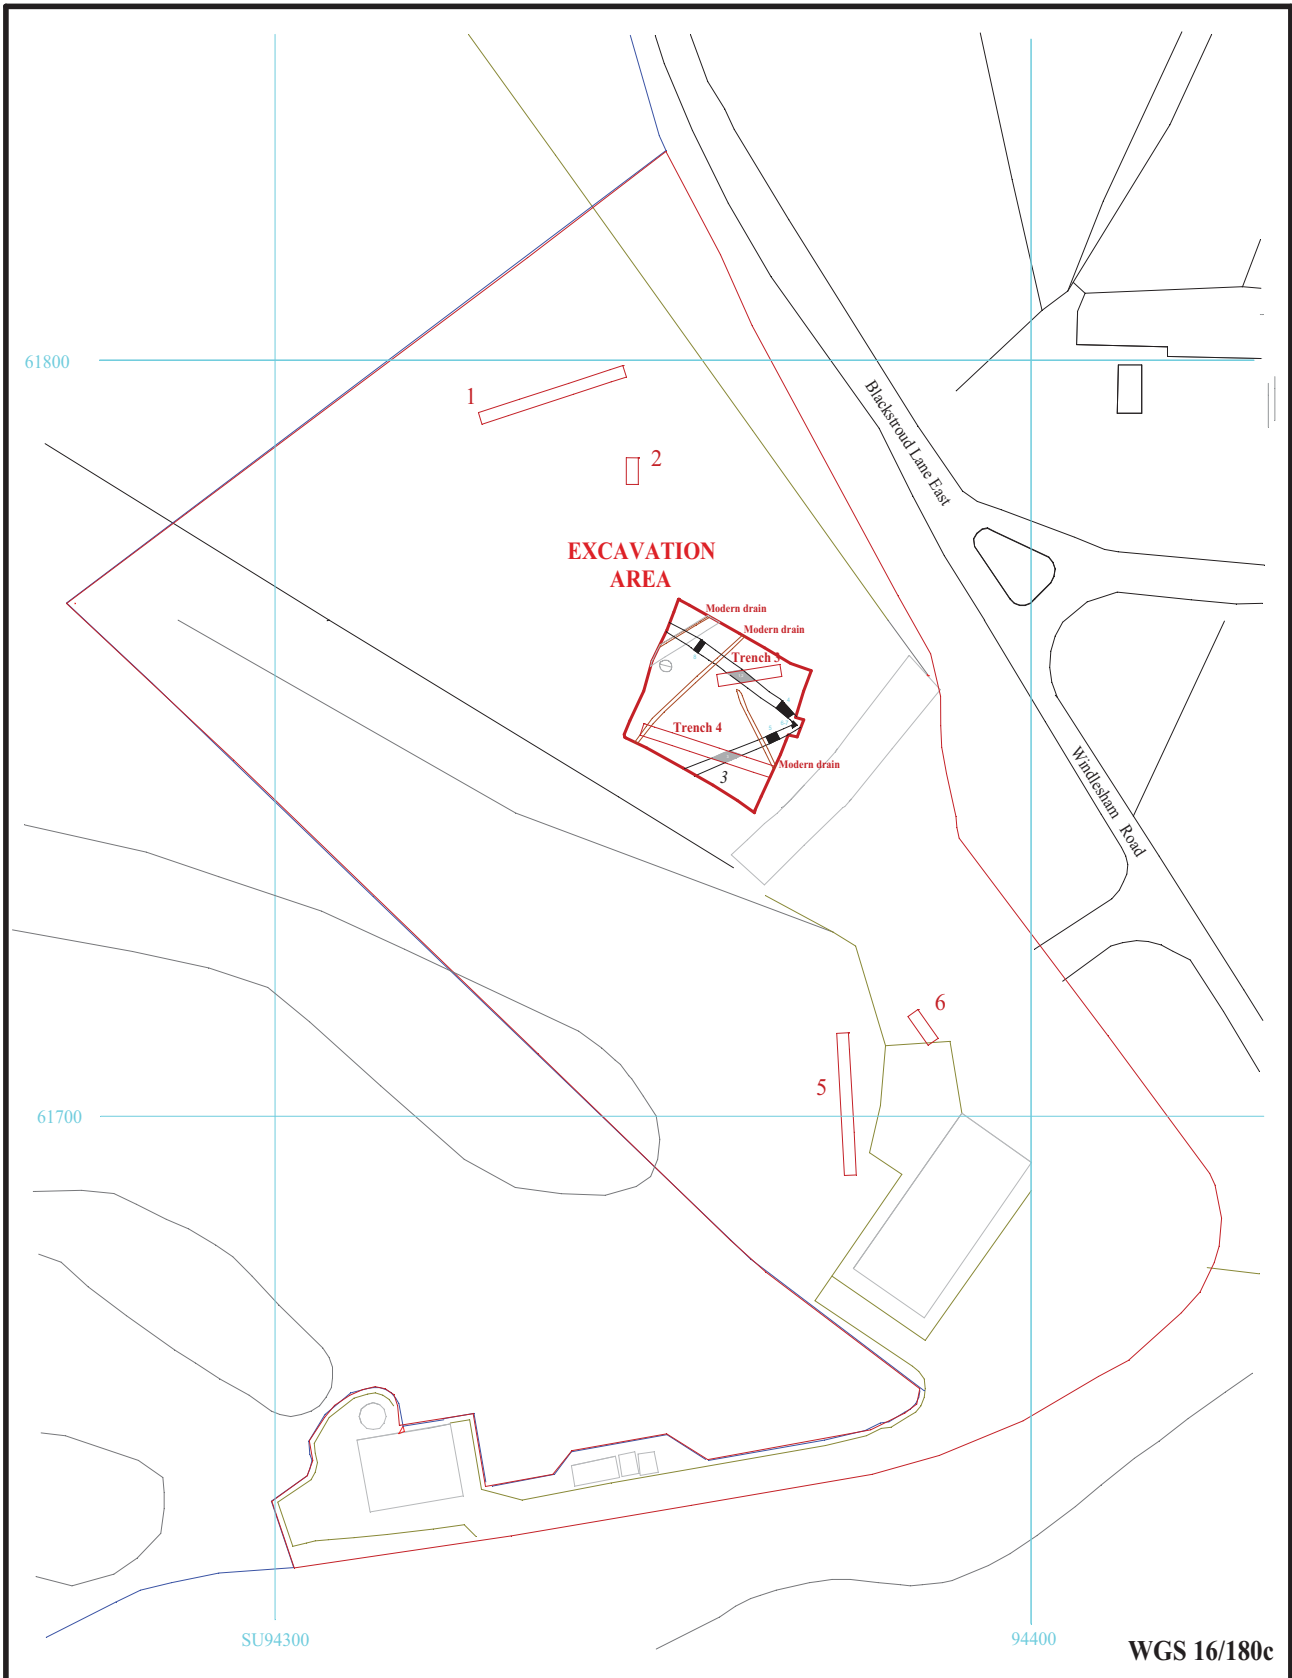 61800
1
2
Blackstroud Lane East
EXCAVATION
AREA
Modern drain
Modern drain
Trench 3
Trench 4
Modern drain
3
Windlesham Road
6
5
61700
SU94300
94400
WGS 16/180c